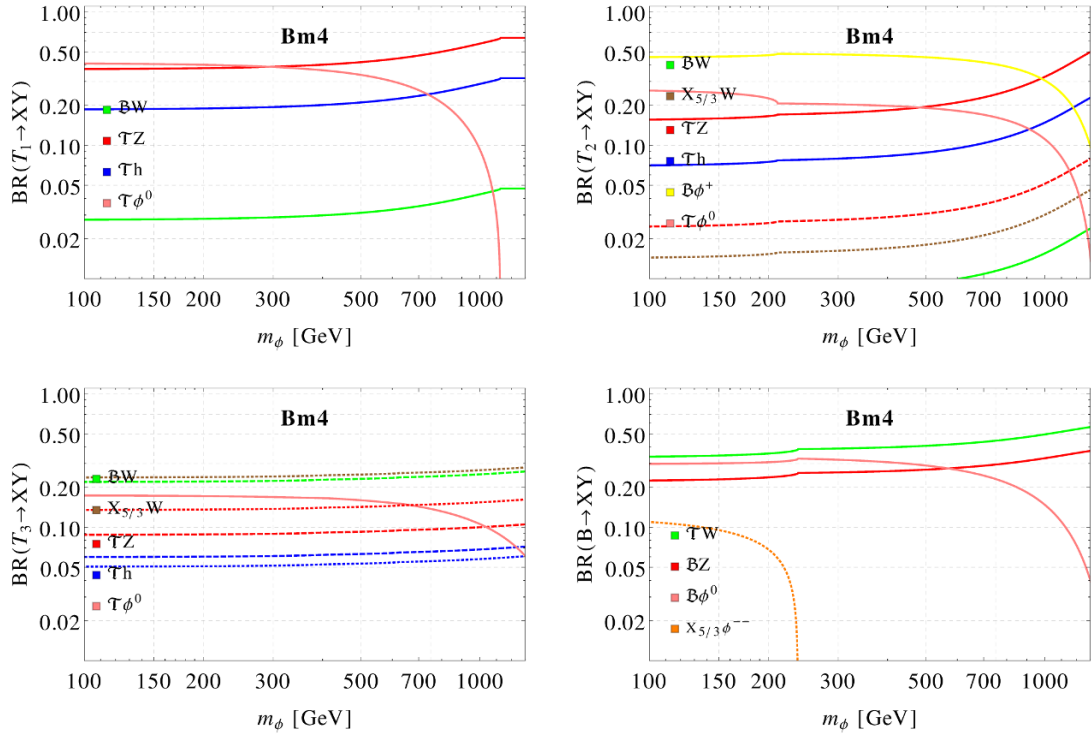 Bm4
BR(T₁→XY)
1.00
0.50
0.20
0.10
0.05
0.02
ℬW
𝒯Z
𝒯h
𝒯ϕ⁰
100 150 200 300 500 700 1000
m_ϕ [GeV]
Bm4
BR(T₂→XY)
1.00
0.50
0.20
0.10
0.05
0.02
ℬW
X₅/₃W
𝒯Z
𝒯h
ℬϕ⁺
𝒯ϕ⁰
100 150 200 300 500 700 1000
m_ϕ [GeV]
Bm4
BR(T₃→XY)
1.00
0.50
0.20
0.10
0.05
0.02
ℬW
X₅/₃W
𝒯Z
𝒯h
𝒯ϕ⁰
100 150 200 300 500 700 1000
m_ϕ [GeV]
Bm4
BR(B→XY)
1.00
0.50
0.20
0.10
0.05
0.02
𝒯W
ℬZ
ℬϕ⁰
X₅/₃ϕ⁻⁻
100 150 200 300 500 700 1000
m_ϕ [GeV]